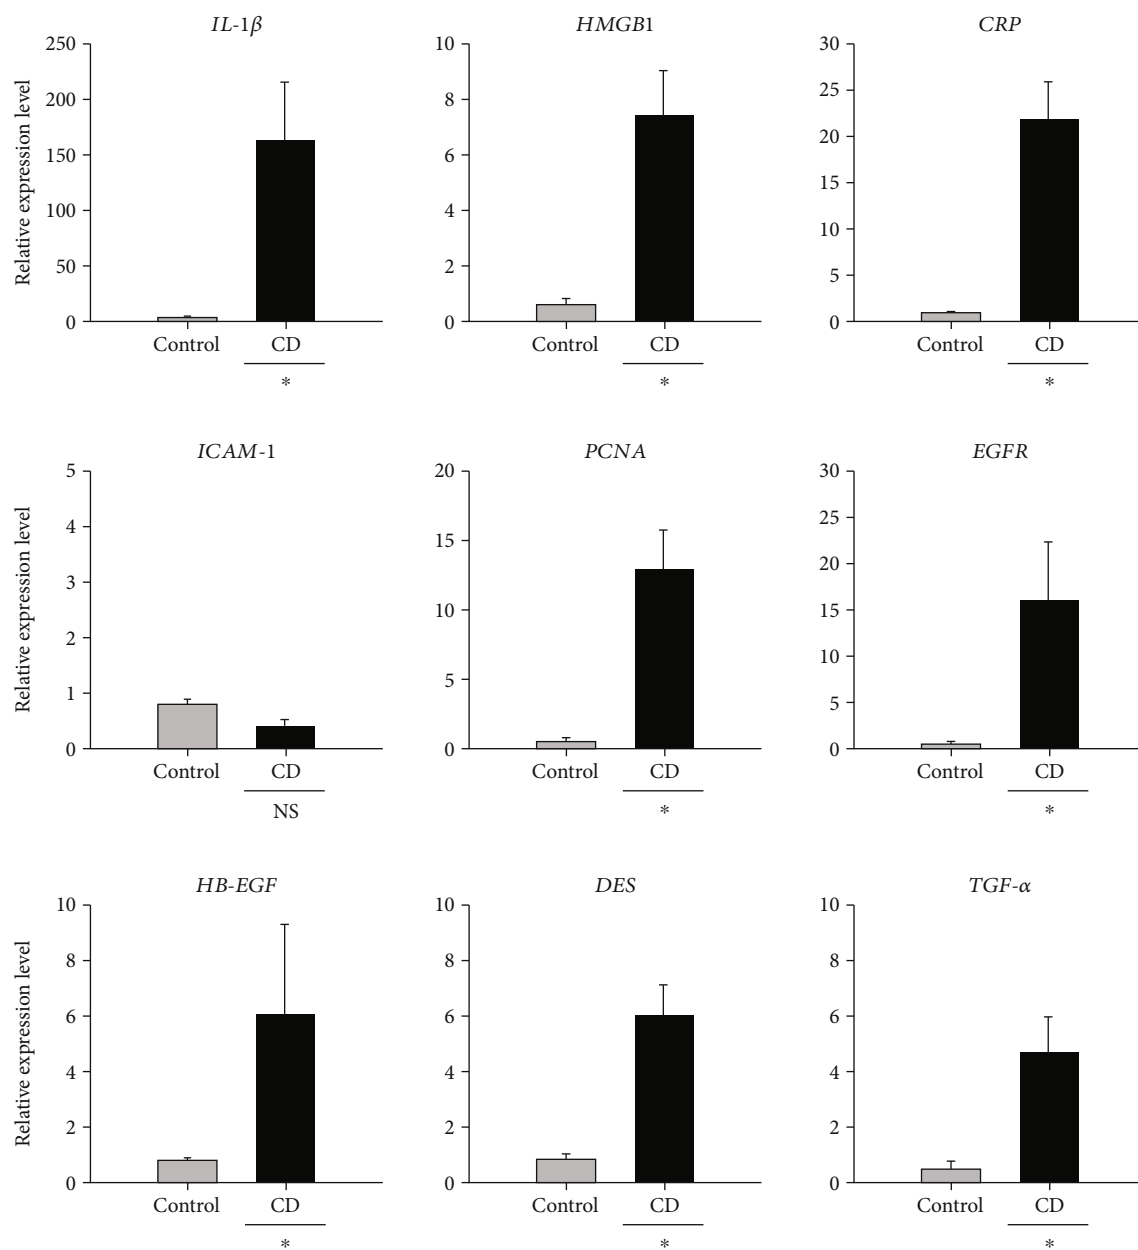 IL-1β
HMGB1
CRP
Relative expression level
250
200
150
100
50
0
Control
CD
*
10
8
6
4
2
0
Control
CD
*
30
25
20
15
10
5
0
Control
CD
*
ICAM-1
PCNA
EGFR
Relative expression level
5
4
3
2
1
0
Control
CD
NS
20
15
10
5
0
Control
CD
*
30
25
20
15
10
5
0
Control
CD
*
HB-EGF
DES
TGF-α
Relative expression level
10
8
6
4
2
0
Control
CD
*
10
8
6
4
2
0
Control
CD
*
10
8
6
4
2
0
Control
CD
*